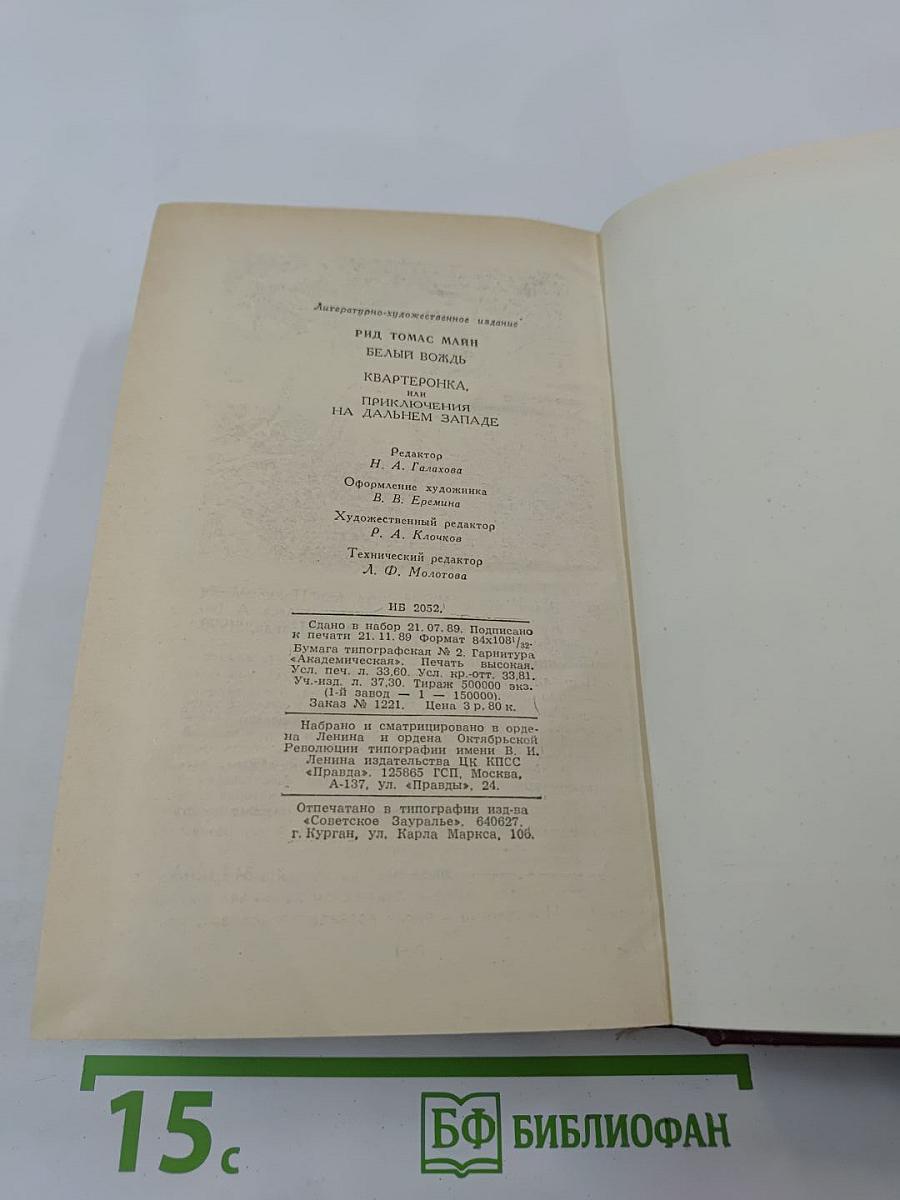 Литературно-художественное издание
РИД ТОМАС МАЙН
БЕЛЫЙ ВОЖДЬ
КВАРТЕРОНКА,
ИЛИ
ПРИКЛЮЧЕНИЯ
НА ДАЛЬНЕМ ЗАПАДЕ
Редактор
Н. А. Галахова
Оформление художника
В. В. Еремина
Художественный редактор
Р. А. Клочков
Технический редактор
Л. Ф. Молотова
ИБ 2052.
Сдано в набор 21.07.89. Подписано
к печати 21.11.89 Формат 84х108¹/₃₂.
Бумага типографская № 2. Гарнитура
«Академическая». Печать высокая.
Усл. печ. л. 33,60. Усл. кр.-отт. 33,81.
Уч.-изд. л. 37,30. Тираж 500000 экз.
(1-й завод — 1 — 150000).
Заказ № 1221. Цена 3 р. 80 к.
Набрано и сматрицировано в орде-
на Ленина и ордена Октябрьской
Революции типографии имени В. И.
Ленина издательства ЦК КПСС
«Правда». 125865 ГСП, Москва,
А-137, ул. «Правды», 24.
Отпечатано в типографии изд-ва
«Советское Зауралье». 640627,
г. Курган, ул. Карла Маркса, 106.
15 с
БФ БИБЛИОФАН